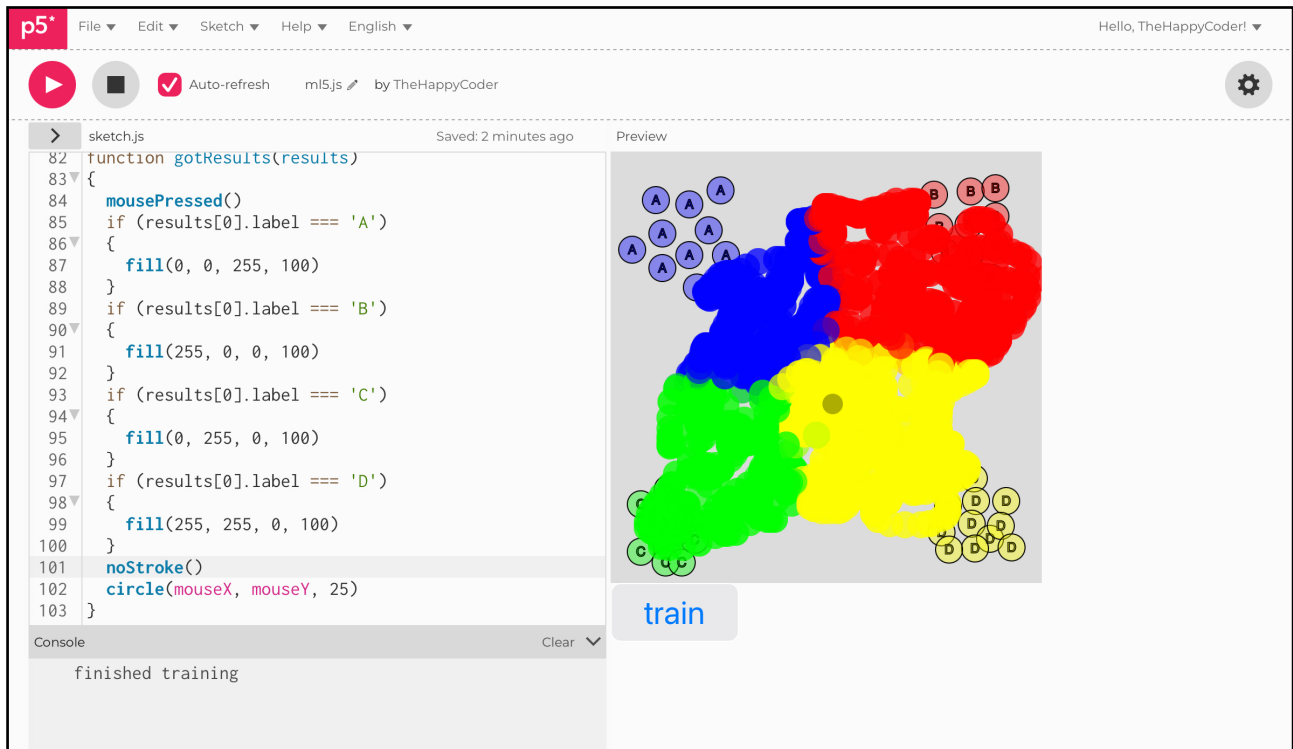 p5* File Edit Sketch Help English Hello, TheHappyCoder!
Auto-refresh ml5.js by TheHappyCoder
sketch.js Saved: 2 minutes ago Preview
82 function gotResults(results)
83 {
84 mousePressed()
85 if (results[0].label === 'A')
86 {
87 fill(0, 0, 255, 100)
88 }
89 if (results[0].label === 'B')
90 {
91 fill(255, 0, 0, 100)
92 }
93 if (results[0].label === 'C')
94 {
95 fill(0, 255, 0, 100)
96 }
97 if (results[0].label === 'D')
98 {
99 fill(255, 255, 0, 100)
100 }
101 noStroke()
102 circle(mouseX, mouseY, 25)
103 }
A A A A A A A A A
B B B B
C C C C
D D D D D D D D
train
Console Clear
finished training